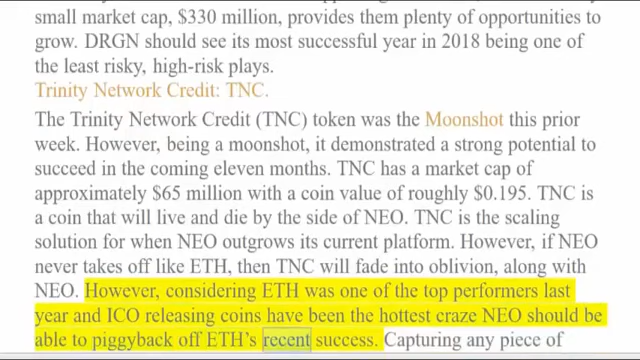 small market cap, $330 million, provides them plenty of opportunities to
grow. DRGN should see its most successful year in 2018 being one of
the least risky, high-risk plays.
Trinity Network Credit: TNC.
The Trinity Network Credit (TNC) token was the Moonshot this prior
week. However, being a moonshot, it demonstrated a strong potential to
succeed in the coming eleven months. TNC has a market cap of
approximately $65 million with a coin value of roughly $0.195. TNC is
a coin that will live and die by the side of NEO. TNC is the scaling
solution for when NEO outgrows its current platform. However, if NEO
never takes off like ETH, then TNC will fade into oblivion, along with
NEO. However, considering ETH was one of the top performers last
year and ICO releasing coins have been the hottest craze NEO should be
able to piggyback off ETH’s recent success. Capturing any piece of